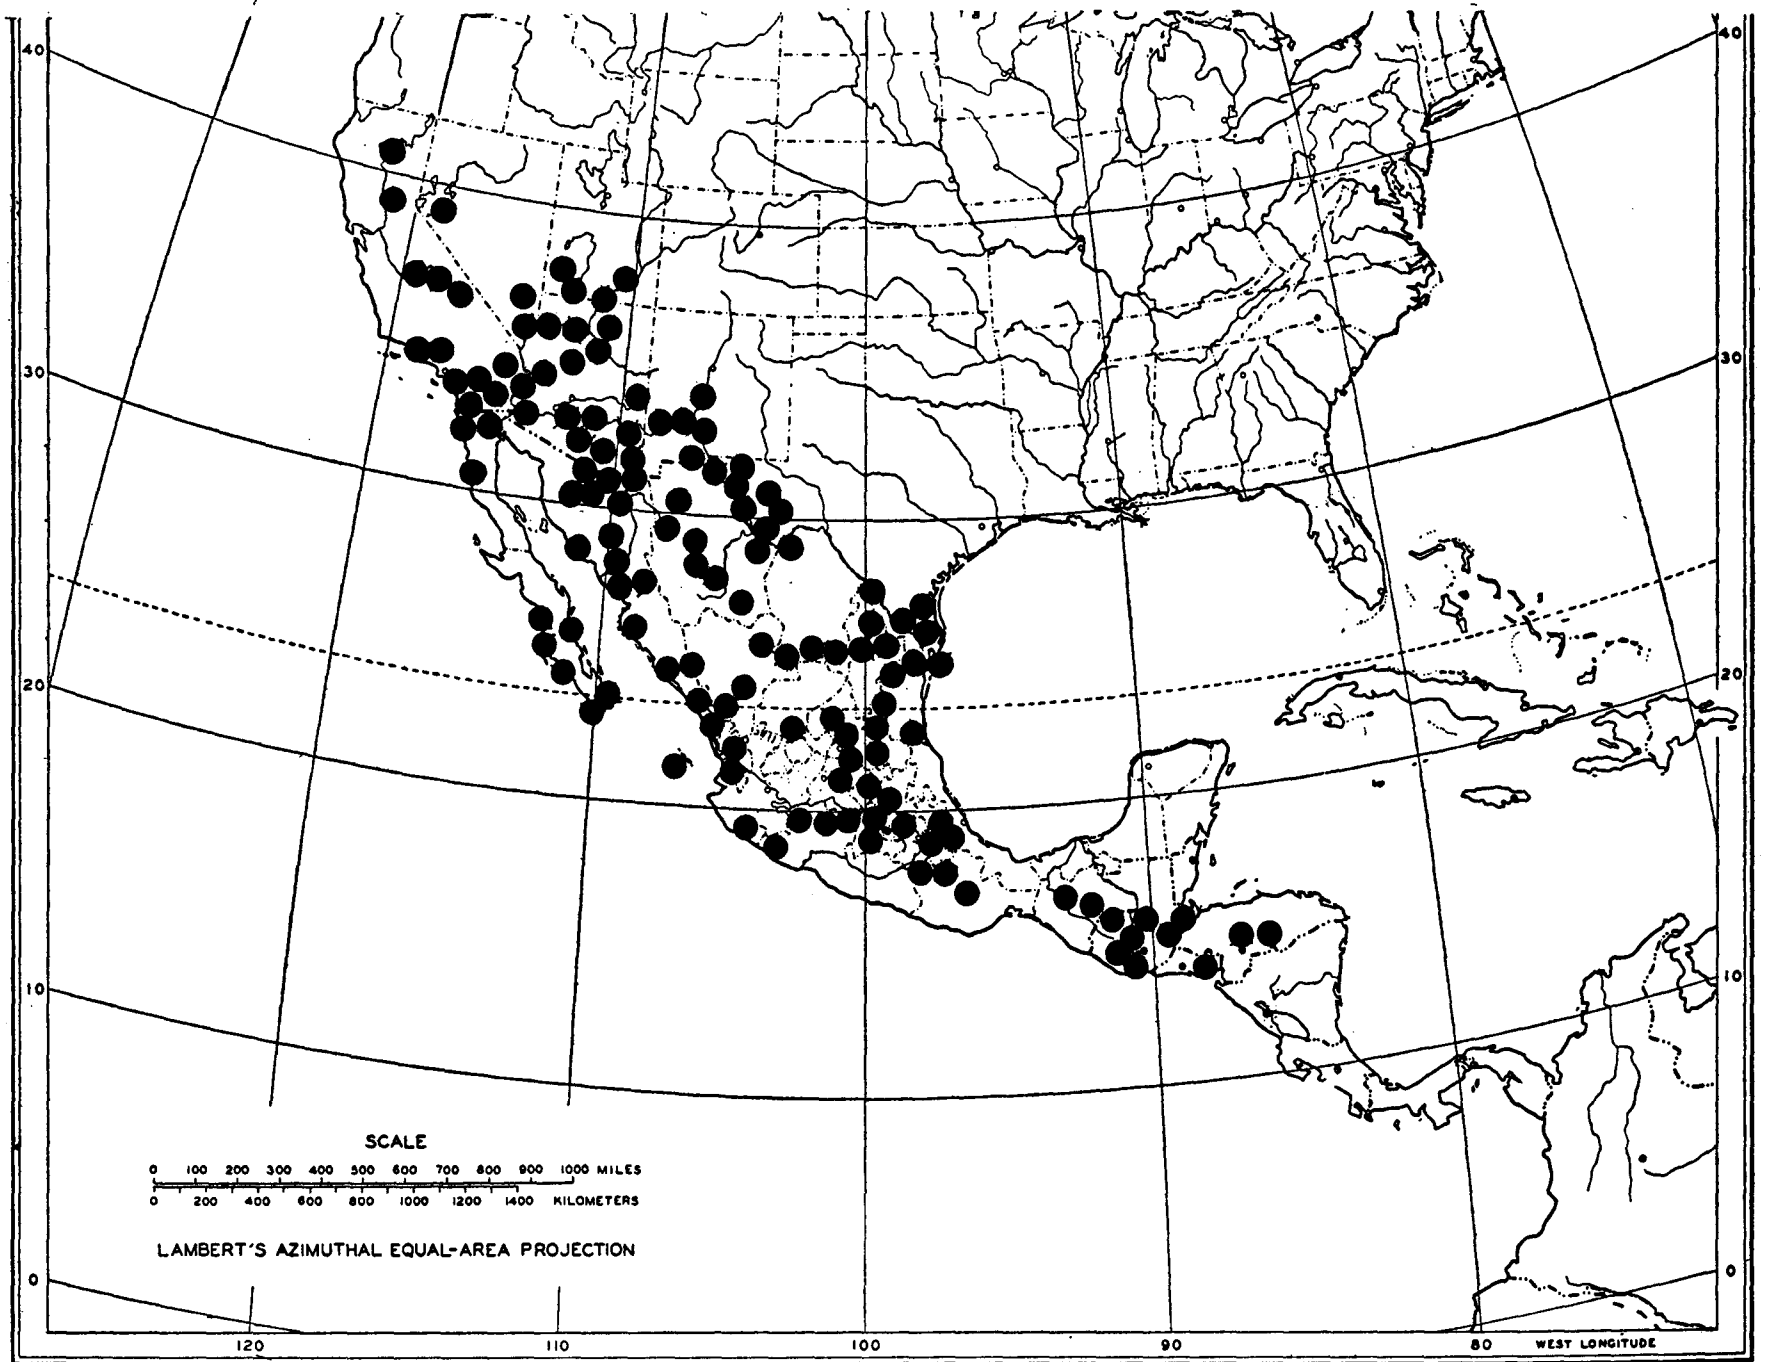 40 40
30 30
20 20
10 10
SCALE
0 100 200 300 400 500 600 700 800 900 1000 MILES
0 200 400 600 800 1000 1200 1400 KILOMETERS
LAMBERT'S AZIMUTHAL EQUAL-AREA PROJECTION
0 0
120 110 100 90 80 WEST LONGITUDE